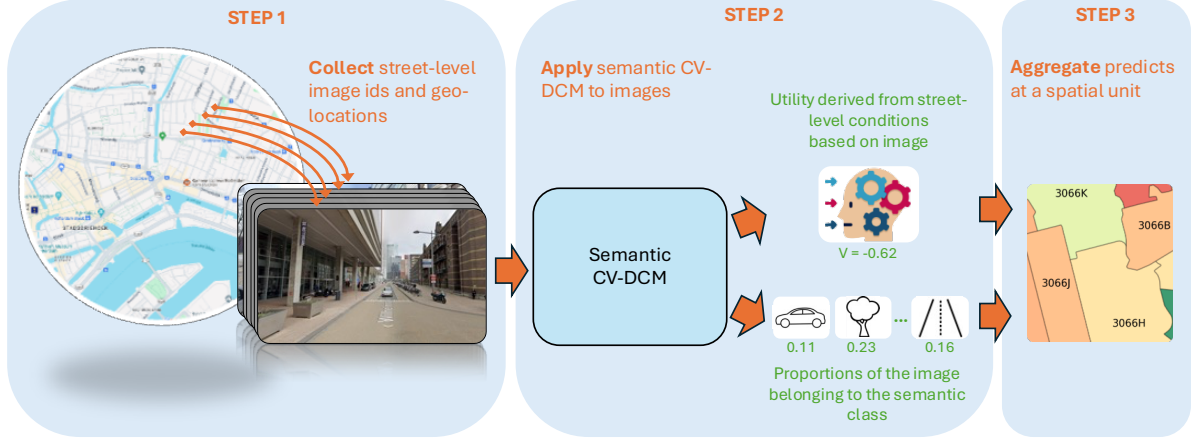 STEP 1
Collect street-level
image ids and geo-
locations
STEP 2
Apply semantic CV-
DCM to images
Semantic
CV-DCM
Utility derived from street-
level conditions
based on image
V = -0.62
...
0.11
0.23
0.16
Proportions of the image
belonging to the semantic
class
STEP 3
Aggregate predicts
at a spatial unit
3066K
3066B
3066J
3066H